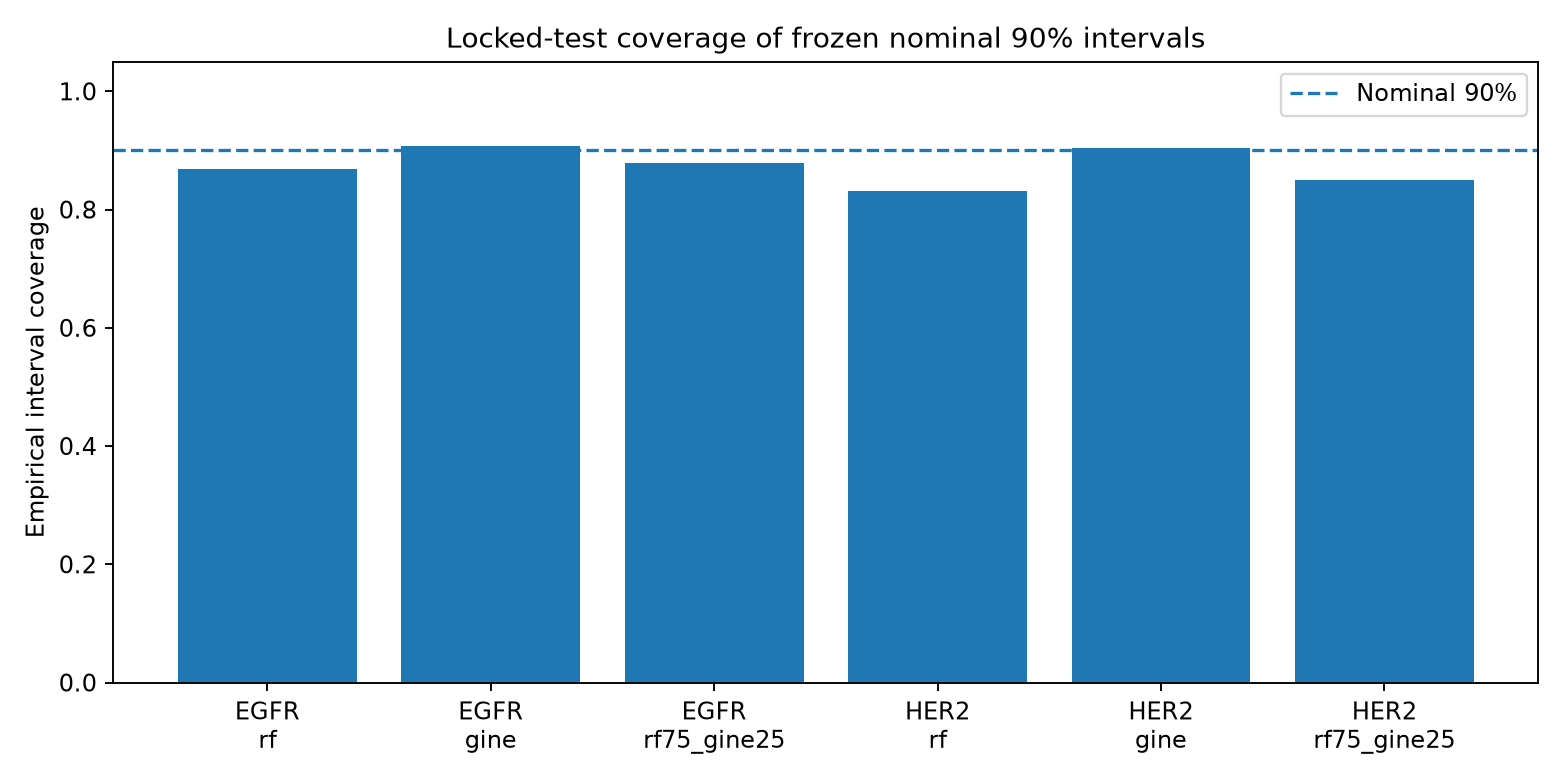 Locked-test coverage of frozen nominal 90% intervals
Nominal 90%
Empirical interval coverage
1.0
0.8
0.6
0.4
0.2
0.0
EGFR
rf
EGFR
gine
EGFR
rf75_gine25
HER2
rf
HER2
gine
HER2
rf75_gine25